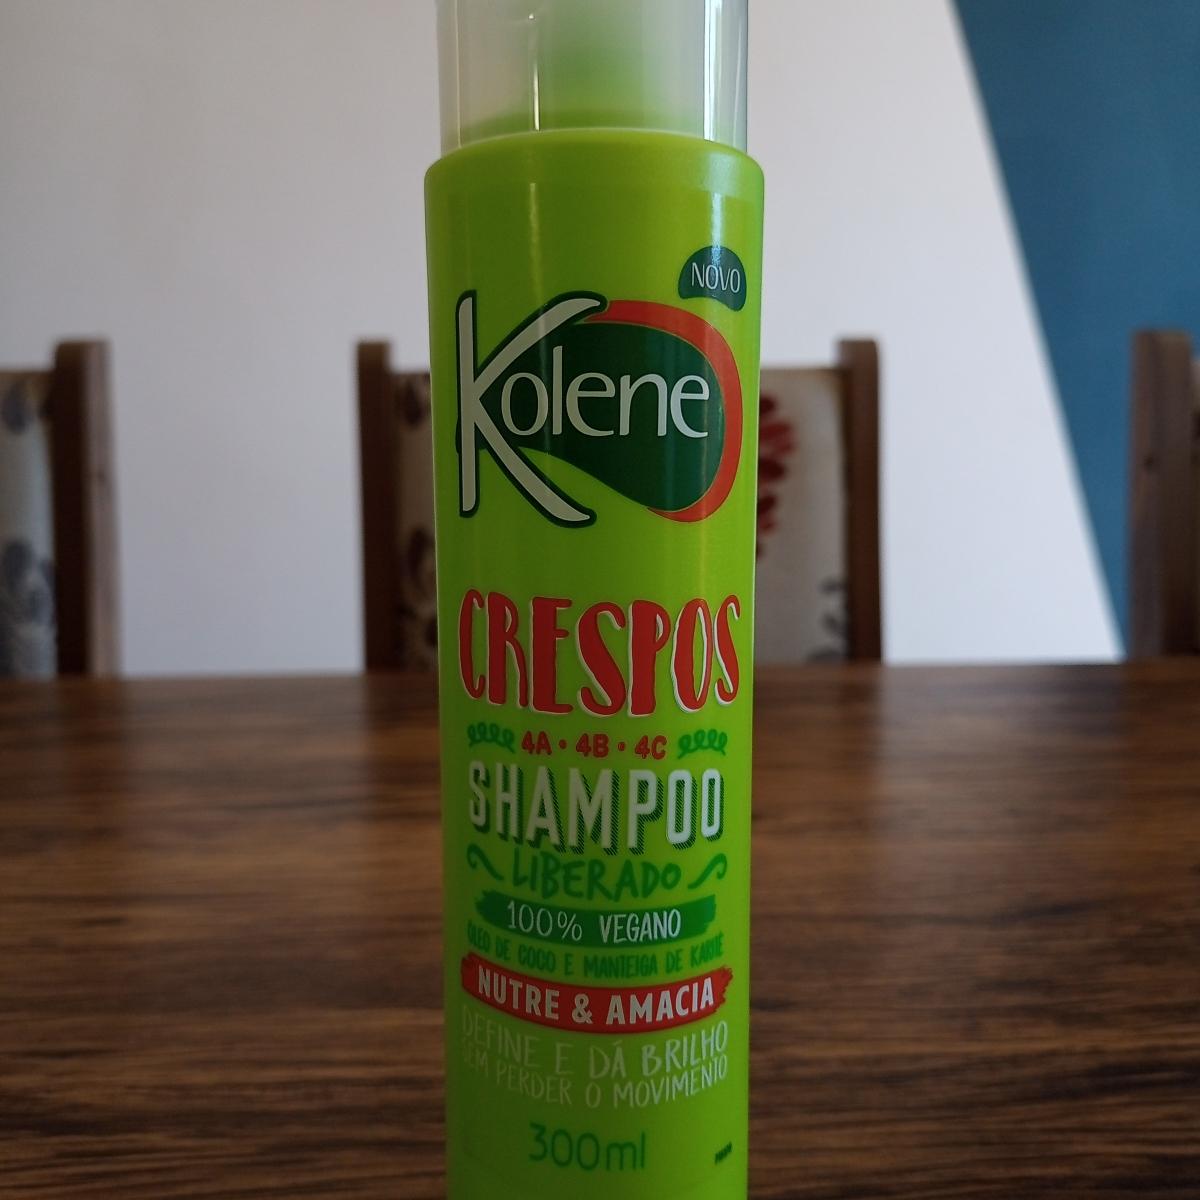 NOVO
Kolene
CRESPOS
4A • 4B • 4C
SHAMPOO
LIBERADO
100% VEGANO
ÓLEO DE COCO E MANTEIGA DE KARITÉ
NUTRE & AMACIA
DEFINE E DÁ BRILHO
SEM PERDER O MOVIMENTO
300ml